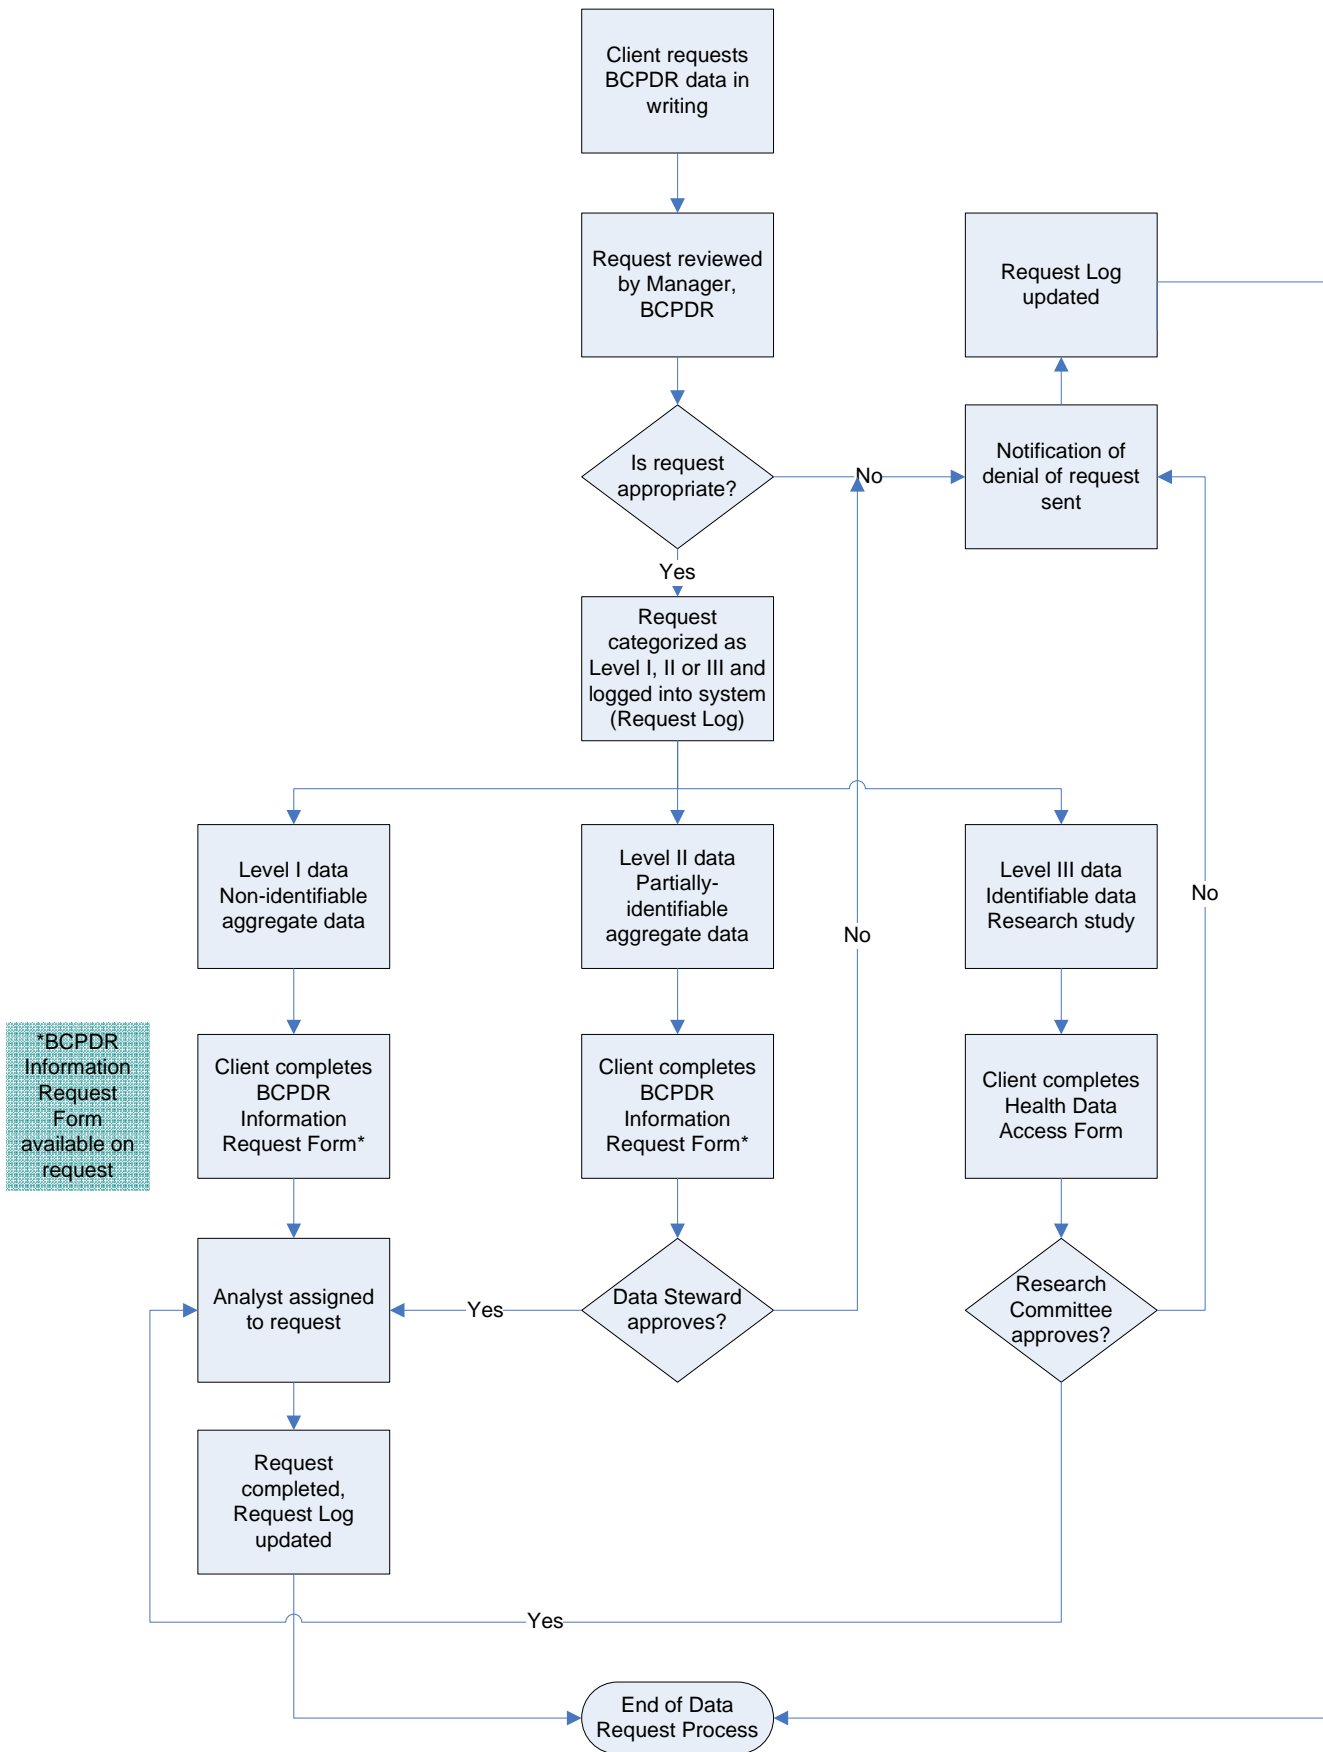 Client requests
BCPDR data in
writing
Request reviewed
by Manager,
BCPDR
Request Log
updated
Is request
appropriate?
No
Notification of
denial of request
sent
Yes
Request
categorized as
Level I, II or III and
logged into system
(Request Log)
Level I data
Non-identifiable
aggregate data
Level II data
Partially-
identifiable
aggregate data
No
Level III data
Identifiable data
Research study
No
*BCPDR
Information
Request
Form
available on
request
Client completes
BCPDR
Information
Request Form*
Client completes
BCPDR
Information
Request Form*
Client completes
Health Data
Access Form
Analyst assigned
to request
Yes
Data Steward
approves?
Research
Committee
approves?
Request
completed,
Request Log
updated
Yes
End of Data
Request Process